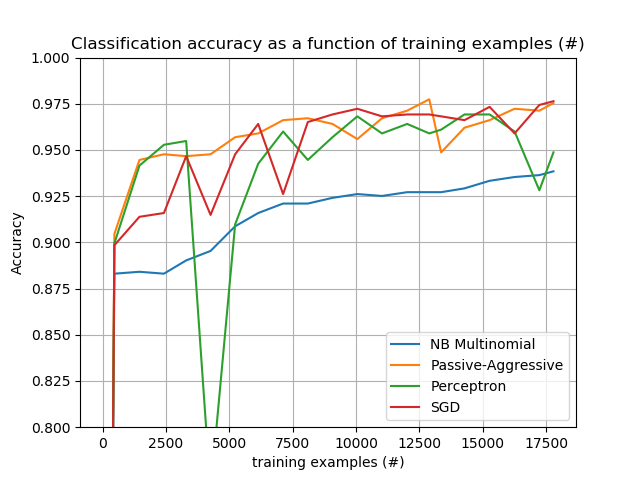 Classification accuracy as a function of training examples (#)
1.000
0.975
0.950
0.925
0.900
0.875
0.850
0.825
0.800
Accuracy
NB Multinomial
Passive-Aggressive
Perceptron
SGD
0 2500 5000 7500 10000 12500 15000 17500
training examples (#)